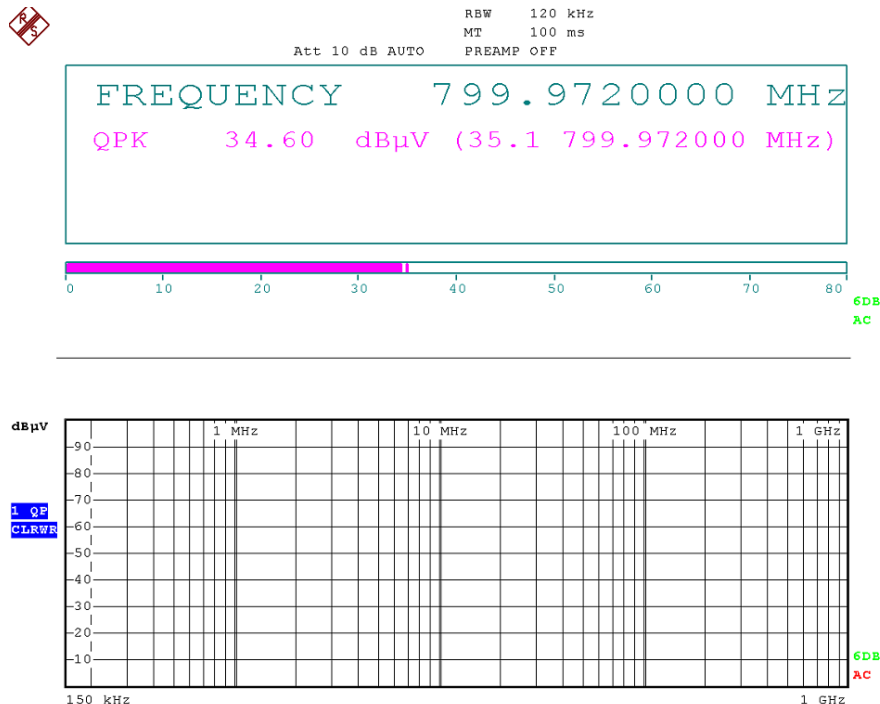 R S
RBW 120 kHz
MT 100 ms
Att 10 dB AUTO PREAMP OFF
FREQUENCY 799.9720000 MHz
QPK 34.60 dBµV (35.1 799.972000 MHz)
0 10 20 30 40 50 60 70 80
6DB
AC
dBµV
1 MHz 10 MHz 100 MHz 1 GHz
90
80
70
1 QP
60
CLRWR
50
40
30
20
10
6DB
AC
150 kHz 1 GHz